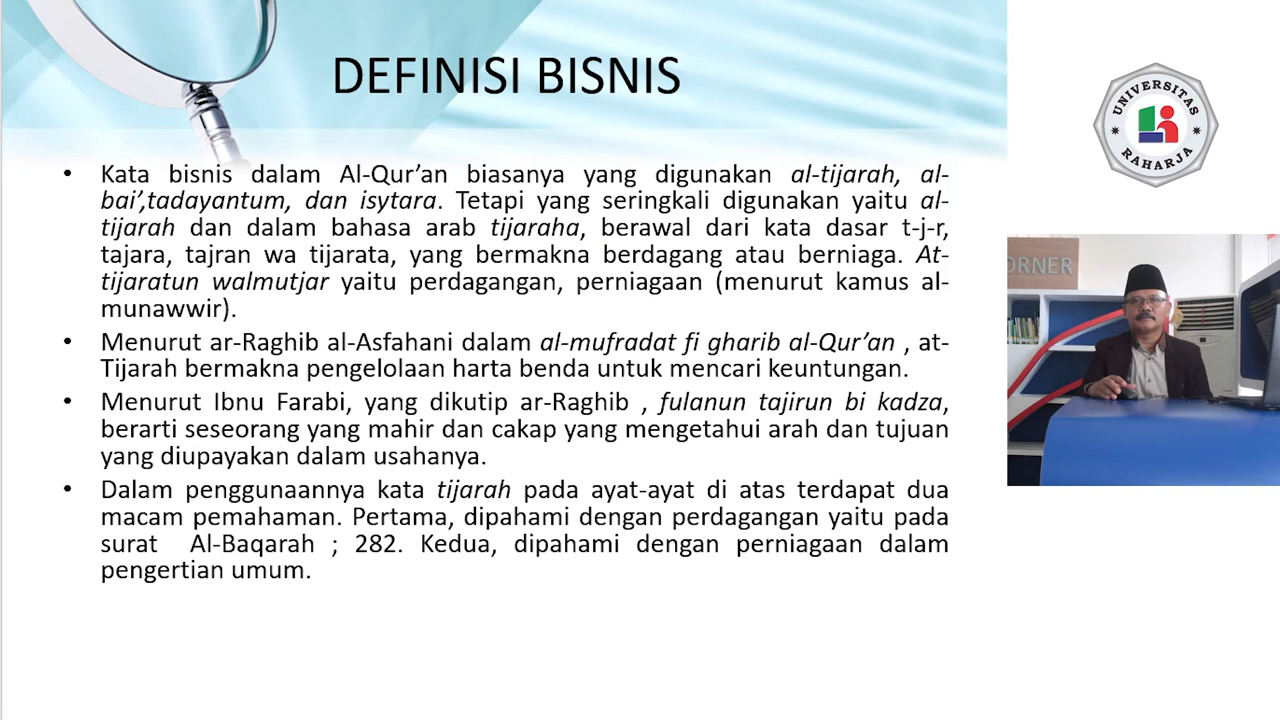 DEFINISI BISNIS
• Kata bisnis dalam Al-Qur’an biasanya yang digunakan al-tijarah, al-
bai’,tadayantum, dan isytara. Tetapi yang seringkali digunakan yaitu al-
tijarah dan dalam bahasa arab tijaraha, berawal dari kata dasar t-j-r,
tajara, tajran wa tijarata, yang bermakna berdagang atau berniaga. At-
tijaratun walmutjar yaitu perdagangan, perniagaan (menurut kamus al-
munawwir).
• Menurut ar-Raghib al-Asfahani dalam al-mufradat fi gharib al-Qur’an , at-
Tijarah bermakna pengelolaan harta benda untuk mencari keuntungan.
• Menurut Ibnu Farabi, yang dikutip ar-Raghib , fulanun tajirun bi kadza,
berarti seseorang yang mahir dan cakap yang mengetahui arah dan tujuan
yang diupayakan dalam usahanya.
• Dalam penggunaannya kata tijarah pada ayat-ayat di atas terdapat dua
macam pemahaman. Pertama, dipahami dengan perdagangan yaitu pada
surat Al-Baqarah ; 282. Kedua, dipahami dengan perniagaan dalam
pengertian umum.
UNIVERSITAS
RAHARJA
ORNER